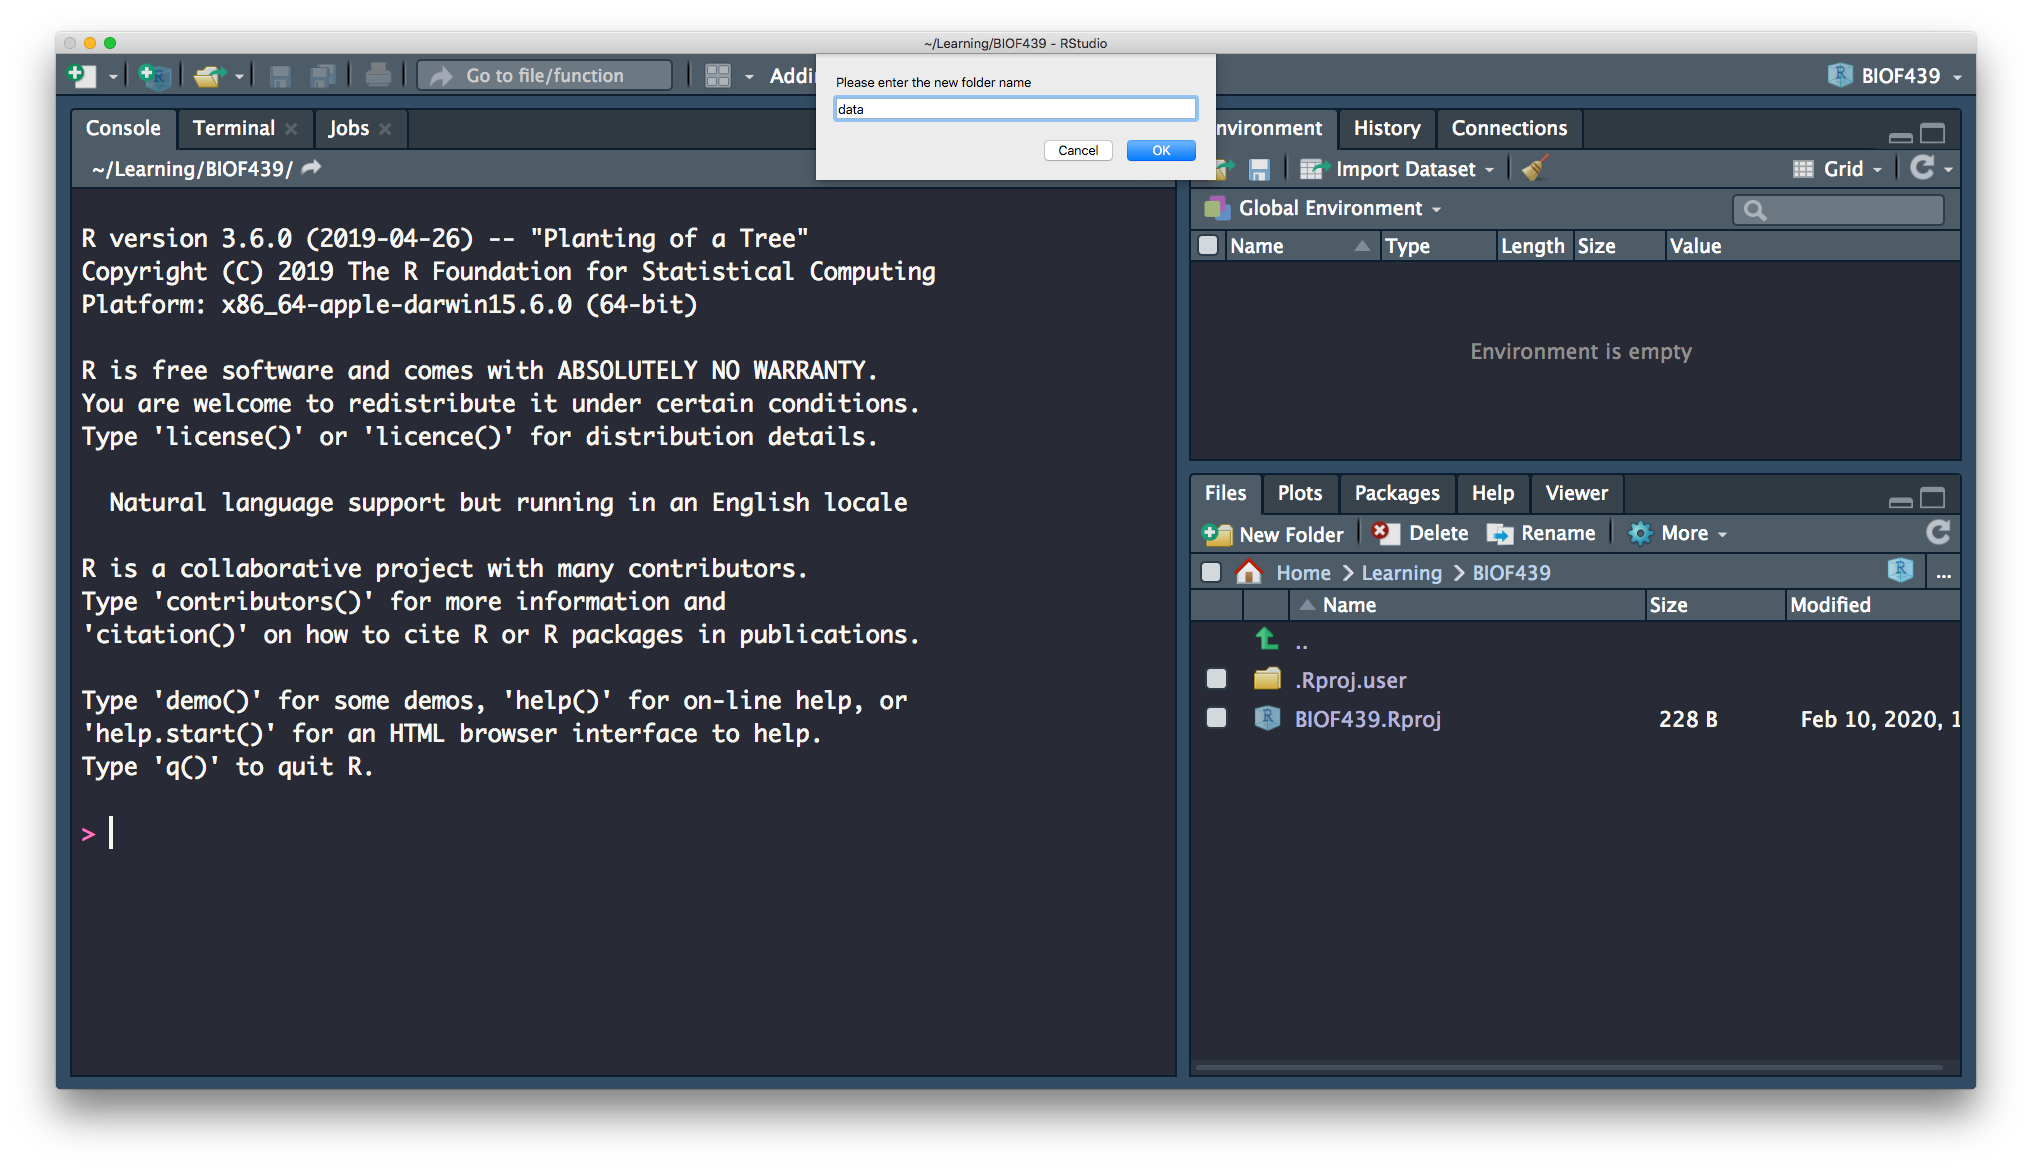 ~/Learning/BIOF439 - RStudio
Go to file/function
Addi
BIOF439
Please enter the new folder name
data
Cancel
OK
Console
Terminal
Jobs
~/Learning/BIOF439/
R version 3.6.0 (2019-04-26) -- "Planting of a Tree"
Copyright (C) 2019 The R Foundation for Statistical Computing
Platform: x86_64-apple-darwin15.6.0 (64-bit)
R is free software and comes with ABSOLUTELY NO WARRANTY.
You are welcome to redistribute it under certain conditions.
Type 'license()' or 'licence()' for distribution details.
Natural language support but running in an English locale
R is a collaborative project with many contributors.
Type 'contributors()' for more information and
'citation()' on how to cite R or R packages in publications.
Type 'demo()' for some demos, 'help()' for on-line help, or
'help.start()' for an HTML browser interface to help.
Type 'q()' to quit R.
>
nvironment
History
Connections
Import Dataset
Grid
Global Environment
Name
Type
Length
Size
Value
Environment is empty
Files
Plots
Packages
Help
Viewer
New Folder
Delete
Rename
More
Home > Learning > BIOF439
...
Name
Size
Modified
..
.Rproj.user
BIOF439.Rproj
228 B
Feb 10, 2020, 1